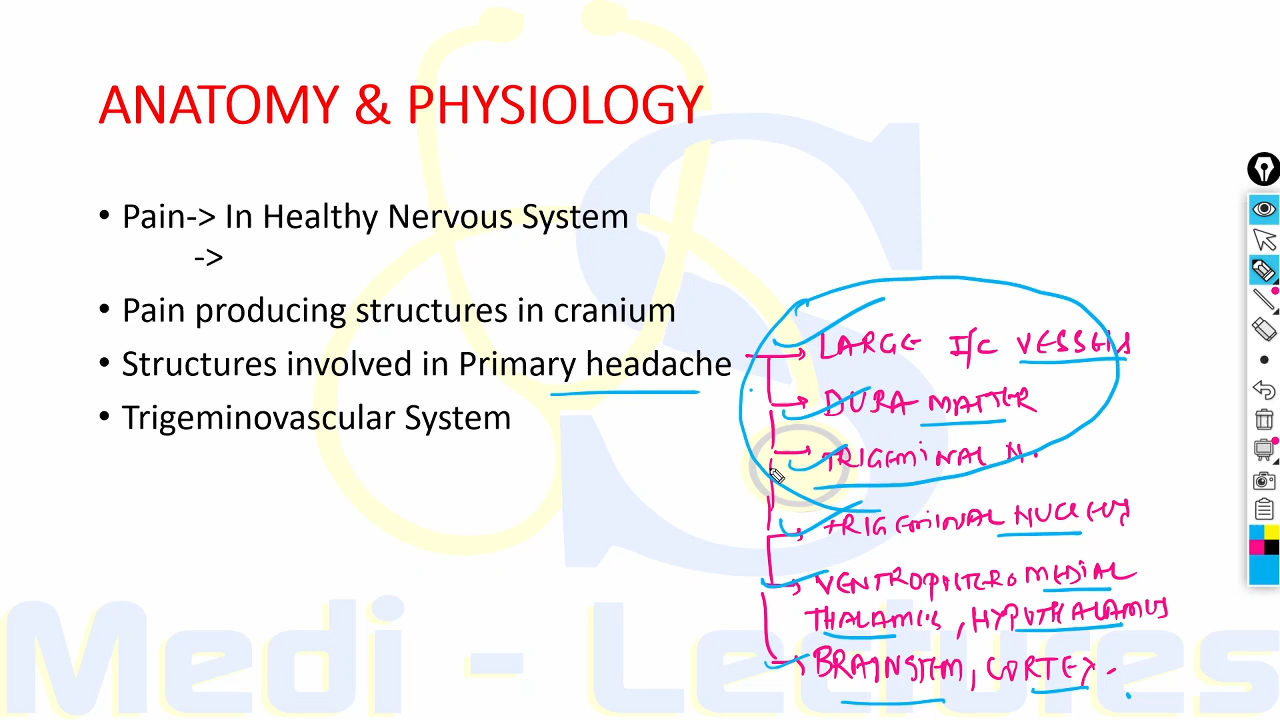 ANATOMY & PHYSIOLOGY
• Pain-> In Healthy Nervous System
->
• Pain producing structures in cranium
• Structures involved in Primary headache
• Trigeminovascular System
LARGE I/C VESSELS
DURA MATTER
TRIGEMINAL N.
TRIGEMINAL NUCLEUS
VENTROPOSTEROMEDIAL
THALAMUS, HYPOTHALAMUS
BRAINSTEM, CORTEX.
Medi - Lectures